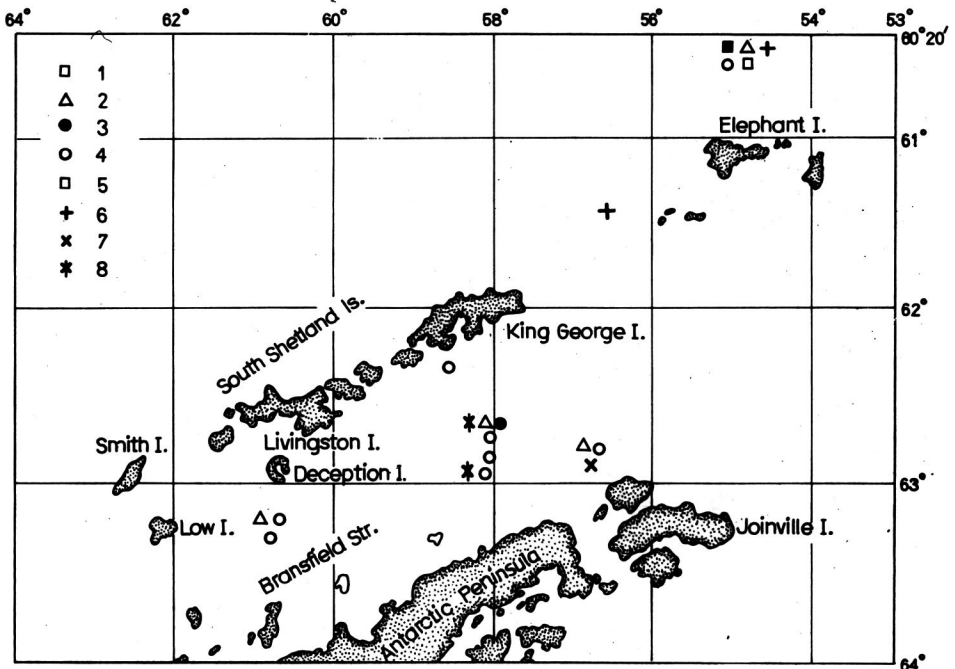 64° 62° 60° 58° 56° 54° 53°
60°20'
1
2
3
4
5
6
7
8
Elephant I.
61°
62°
South Shetland Is.
King George I.
Smith I.
Livingston I.
Deception I.
63°
Low I.
Joinville I.
Bransfield Str.
Antarctic Peninsula
64°